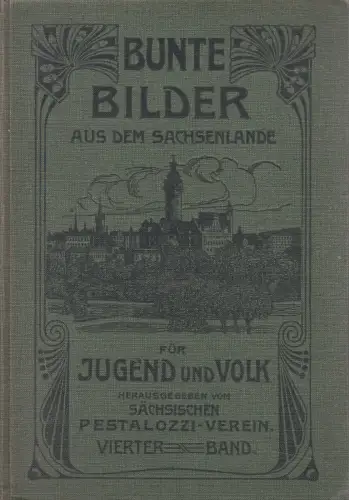 BUNTE
BILDER
AUS DEM SACHSENLANDE
FÜR
JUGEND UND VOLK
HERAUSGEGEBEN VOM
SÄCHSISCHEN
PESTALOZZI-VEREIN.
VIERTER BAND.